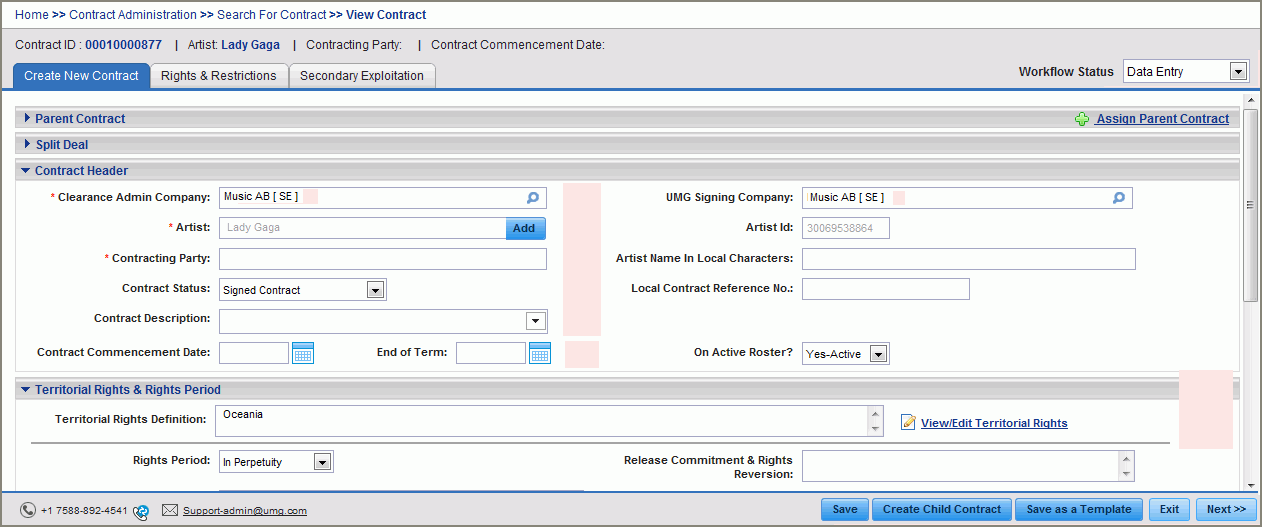 Home >> Contract Administration >> Search For Contract >> View Contract
Contract ID : 00010000877 | Artist: Lady Gaga | Contracting Party: | Contract Commencement Date:
Create New Contract Rights & Restrictions Secondary Exploitation Workflow Status Data Entry
Parent Contract Assign Parent Contract
Split Deal
Contract Header
* Clearance Admin Company: Music AB [ SE ] UMG Signing Company: Music AB [ SE ]
* Artist: Lady Gaga Add Artist Id: 30069538864
* Contracting Party: Artist Name In Local Characters:
Contract Status: Signed Contract Local Contract Reference No.:
Contract Description:
Contract Commencement Date: End of Term: On Active Roster? Yes-Active
Territorial Rights & Rights Period
Territorial Rights Definition: Oceania View/Edit Territorial Rights
Rights Period: In Perpetuity Release Commitment & Rights
Reversion:
+1 7588-892-4541 Support-admin@umg.com Save Create Child Contract Save as a Template Exit Next >>